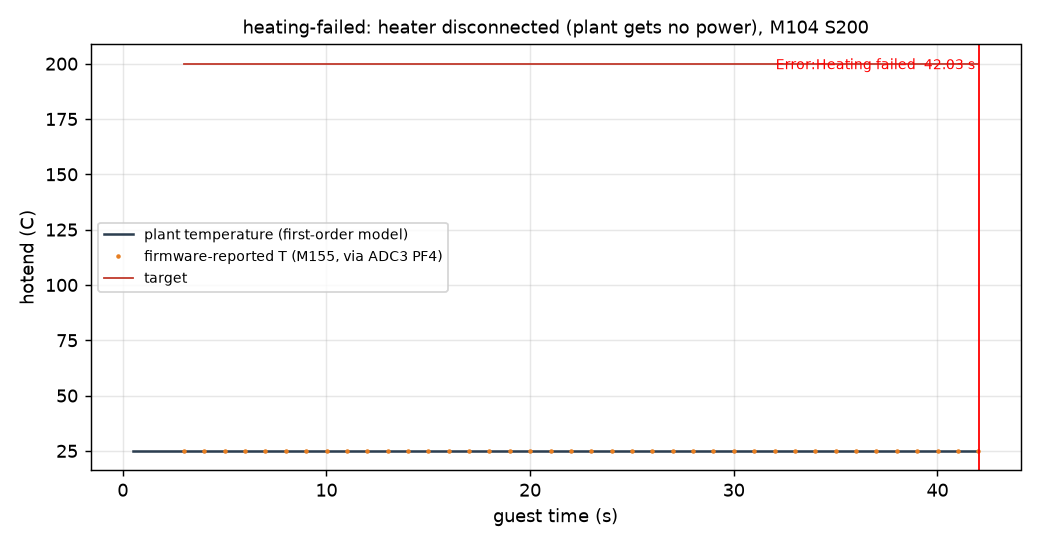 heating-failed: heater disconnected (plant gets no power), M104 S200
Error:Heating failed 42.03 s
200
175
150
125
100
75
50
25
hotend (C)
plant temperature (first-order model)
firmware-reported T (M155, via ADC3 PF4)
target
0
10
20
30
40
guest time (s)